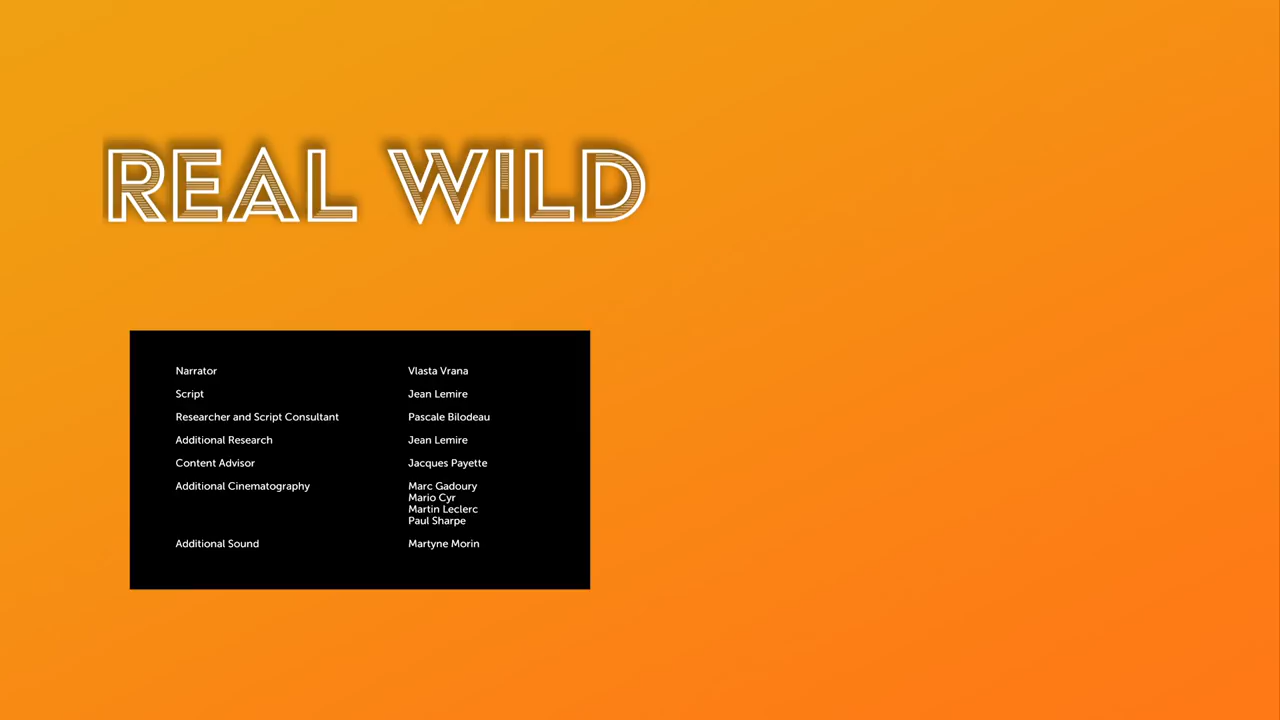 REAL WILD
Narrator Vlasta Vrana
Script Jean Lemire
Researcher and Script Consultant Pascale Bilodeau
Additional Research Jean Lemire
Content Advisor Jacques Payette
Additional Cinematography Marc Gadoury
Mario Cyr
Martin Leclerc
Paul Sharpe
Additional Sound Martyne Morin